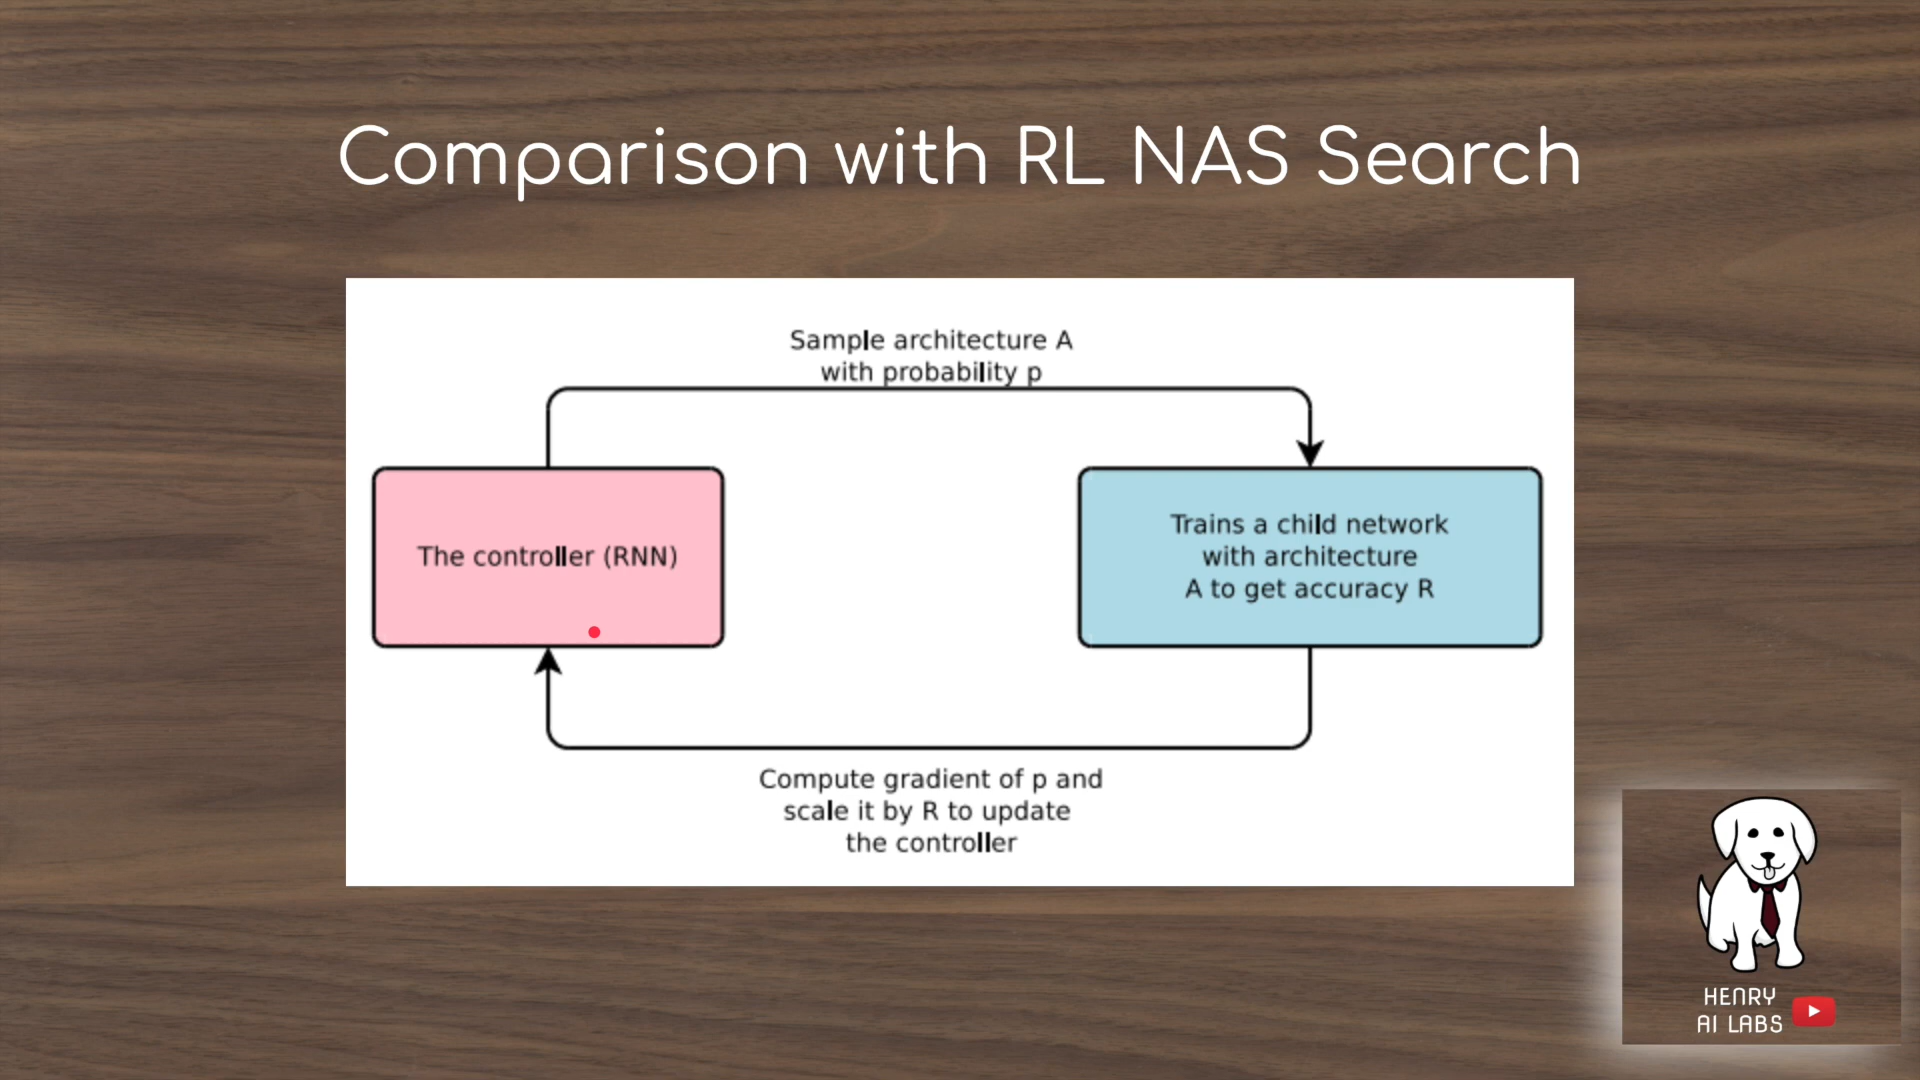 Comparison with RL NAS Search
Sample architecture A
with probability p
The controller (RNN)
Trains a child network
with architecture
A to get accuracy R
Compute gradient of p and
scale it by R to update
the controller
HENRY
AI LABS